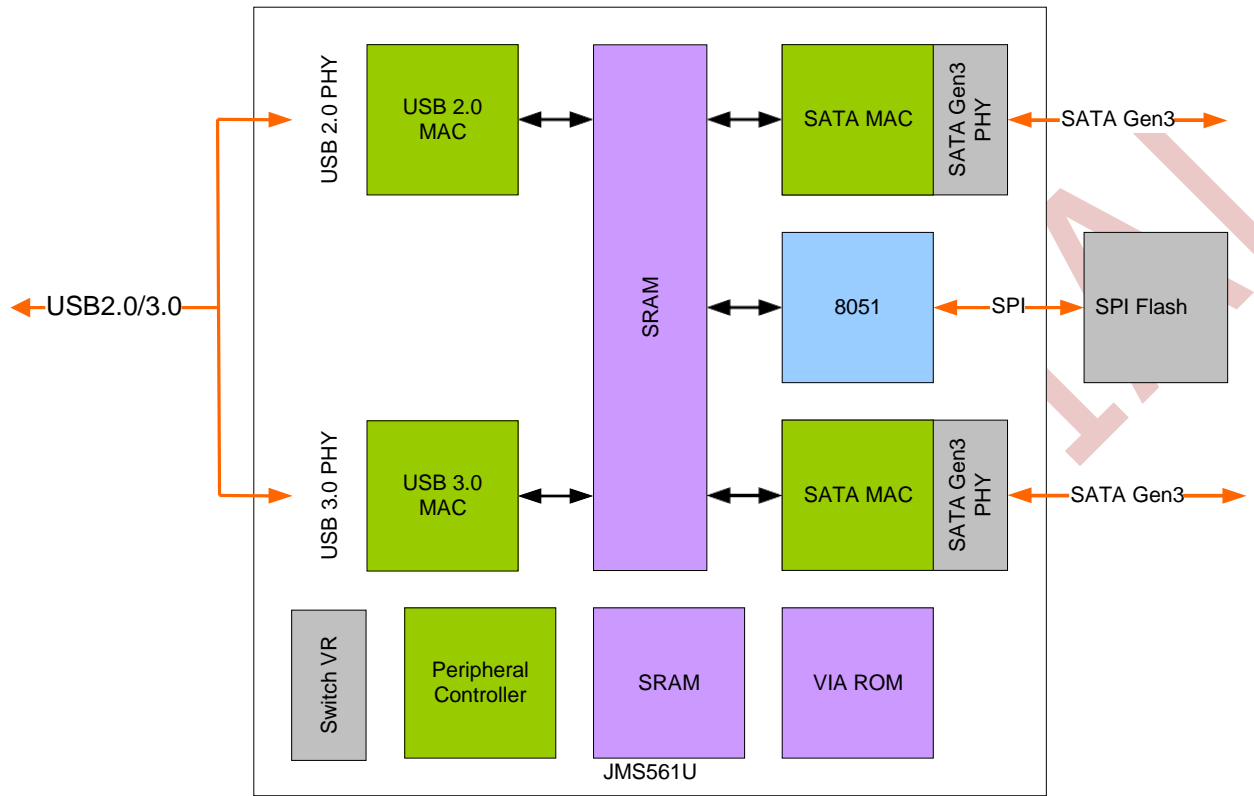 USB 2.0 PHY
USB 2.0
MAC
SRAM
SATA MAC
SATA Gen3
PHY
SATA Gen3
USB2.0/3.0
8051
SPI
SPI Flash
USB 3.0 PHY
USB 3.0
MAC
SATA MAC
SATA Gen3
PHY
SATA Gen3
Switch VR
Peripheral
Controller
SRAM
VIA ROM
JMS561U